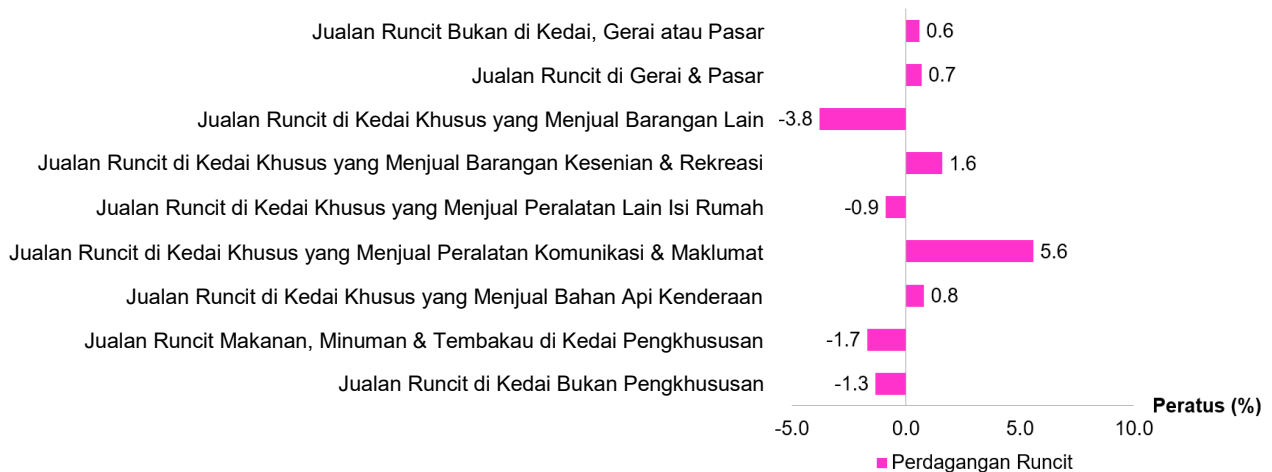 Jualan Runcit Bukan di Kedai, Gerai atau Pasar
0.6
Jualan Runcit di Gerai & Pasar
0.7
Jualan Runcit di Kedai Khusus yang Menjual Barangan Lain
-3.8
Jualan Runcit di Kedai Khusus yang Menjual Barangan Kesenian & Rekreasi
1.6
Jualan Runcit di Kedai Khusus yang Menjual Peralatan Lain Isi Rumah
-0.9
Jualan Runcit di Kedai Khusus yang Menjual Peralatan Komunikasi & Maklumat
5.6
Jualan Runcit di Kedai Khusus yang Menjual Bahan Api Kenderaan
0.8
Jualan Runcit Makanan, Minuman & Tembakau di Kedai Pengkhususan
-1.7
Jualan Runcit di Kedai Bukan Pengkhususan
-1.3
Peratus (%)
-5.0 0.0 5.0 10.0
Perdagangan Runcit